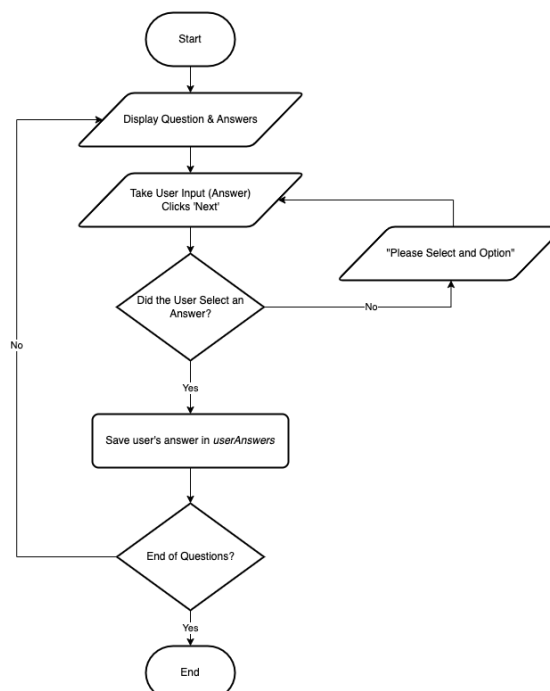 Start
Display Question & Answers
Take User Input (Answer)
Clicks 'Next'
"Please Select and Option"
Did the User Select an
Answer?
No
No
Yes
Save user's answer in userAnswers
End of Questions?
Yes
End